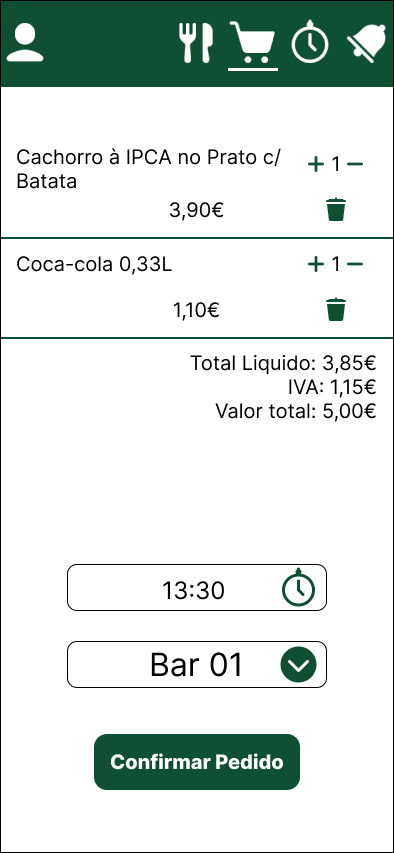 Cachorro à IPCA no Prato c/
Batata
+ 1 −
3,90€
Coca-cola 0,33L
+ 1 −
1,10€
Total Liquido: 3,85€
IVA: 1,15€
Valor total: 5,00€
13:30
Bar 01
Confirmar Pedido